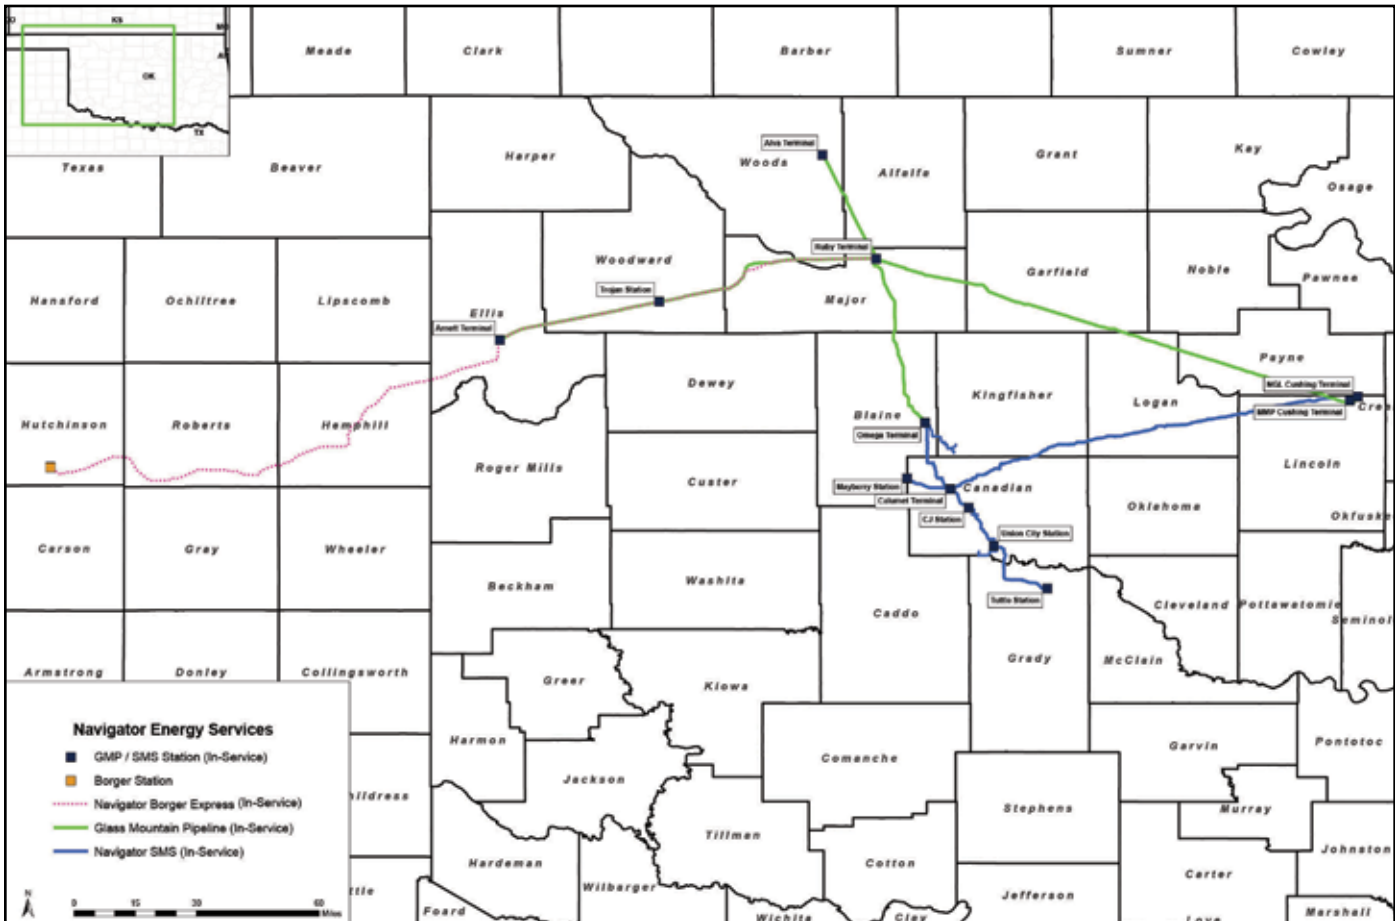 KS
OK
TX
Meade
Clark
Barber
Sumner
Cowley
Texas
Beaver
Harper
Woods
Alva Terminal
Alfalfa
Grant
Kay
Osage
Woodward
Ruby Terminal
Garfield
Noble
Pawnee
Hansford
Ochiltree
Lipscomb
Ellis
Trojan Station
Major
Arnett Terminal
Payne
Dewey
Kingfisher
Logan
NGL Cushing Terminal
MMP Cushing Terminal
Cree
Hutchinson
Roberts
Hemphill
Blaine
Omega Terminal
Roger Mills
Custer
Mayberry Station
Calumet Terminal
Canadian
CJ Station
Oklahoma
Lincoln
Okfuske
Union City Station
Carson
Gray
Wheeler
Beckham
Washita
Caddo
Tuttle Station
Cleveland
Pottawatomie
Seminol
Armstrong
Donley
Collingsworth
Greer
Kiowa
Grady
McClain
Harmon
Comanche
Garvin
Pontotoc
Jackson
Stephens
Murray
Tillman
Cotton
Johnston
Hardeman
Wilbarger
Jefferson
Carter
Foard
Wichita
Clay
Love
Marshall
hildress
ttle
Navigator Energy Services
GMP / SMS Station (In-Service)
Borger Station
Navigator Borger Express (In-Service)
Glass Mountain Pipeline (In-Service)
Navigator SMS (In-Service)
N
0 15 30 60
Miles